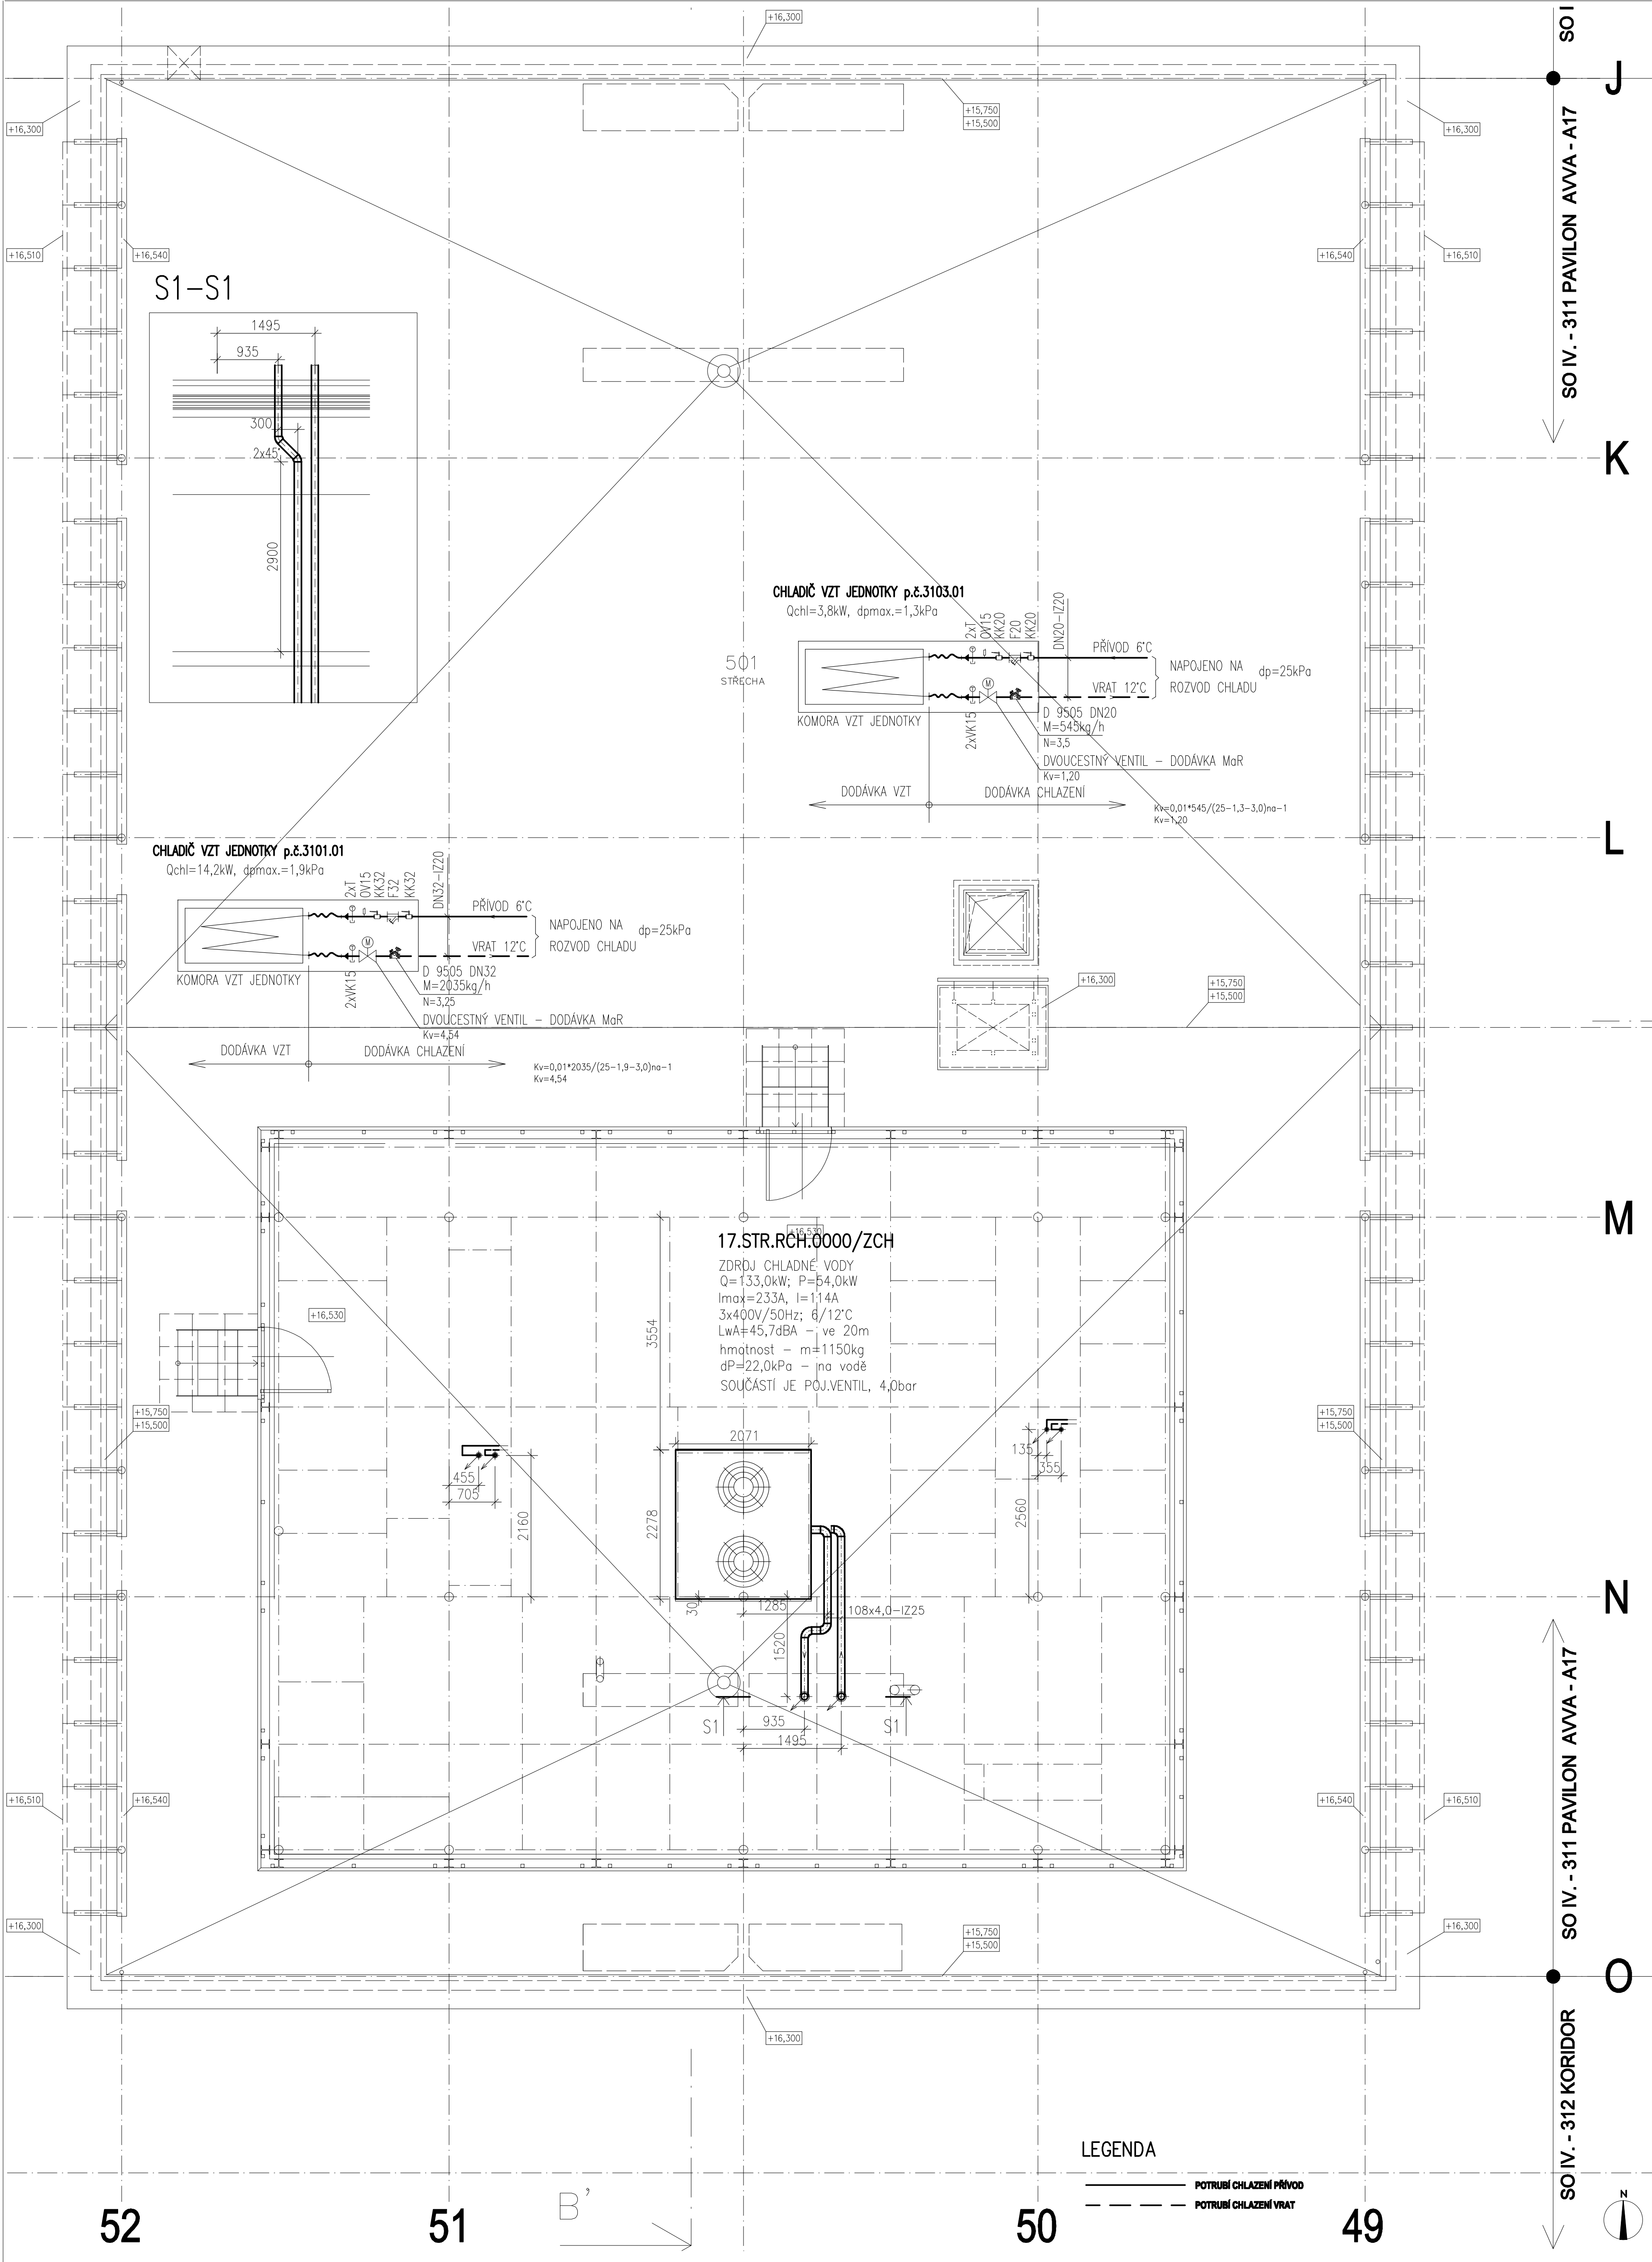 +16,300
SO I
J
+15,750
+15,500
+16,300
+16,300
SO IV. - 311 PAVILON AVVA - A17
+16,510
+16,540
+16,540
+16,510
S1-S1
1495
935
300
2x45°
2900
K
CHLADIČ VZT JEDNOTKY p.č.3103.01
Qchl=3,8kW, dpmax.=1,3kPa
2xT
OV15
KK20
F20
KK20
DN20-IZ20
PŘÍVOD 6°C
VRAT 12°C
NAPOJENO NA
ROZVOD CHLADU
dp=25kPa
501
STŘECHA
KOMORA VZT JEDNOTKY
2xVK15
M
D 9505 DN20
M=545kg/h
N=3,5
DVOUCESTNÝ VENTIL - DODÁVKA MaR
Kv=1,20
DODÁVKA VZT
DODÁVKA CHLAZENÍ
Kv=0,01*545/(25-1,3-3,0)na-1
Kv=1,20
L
CHLADIČ VZT JEDNOTKY p.č.3101.01
Qchl=14,2kW, dpmax.=1,9kPa
2xT
OV15
KK32
F32
KK32
DN32-IZ20
PŘÍVOD 6°C
VRAT 12°C
NAPOJENO NA
ROZVOD CHLADU
dp=25kPa
KOMORA VZT JEDNOTKY
2xVK15
M
D 9505 DN32
M=2035kg/h
N=3,25
DVOUCESTNÝ VENTIL - DODÁVKA MaR
Kv=4,54
DODÁVKA VZT
DODÁVKA CHLAZENÍ
Kv=0,01*2035/(25-1,9-3,0)na-1
Kv=4,54
+16,300
+15,750
+15,500
M
+16,530
17.STR.RCH.0000/ZCH
ZDROJ CHLADNÉ VODY
Q=133,0kW; P=54,0kW
Imax=233A, I=114A
3x400V/50Hz; 6/12°C
LwA=45,7dBA - ve 20m
hmotnost - m=1150kg
dP=22,0kPa - na vodě
SOUČÁSTÍ JE POJ.VENTIL, 4,0bar
+16,530
3554
+15,750
+15,500
+15,750
+15,500
2071
455
705
2160
2278
135
355
2560
N
30
1285
108x4,0-IZ25
1520
S1
S1
935
1495
SO IV. - 311 PAVILON AVVA - A17
+16,510
+16,540
+16,540
+16,510
+16,300
+15,750
+15,500
+16,300
O
+16,300
SO IV. - 312 KORIDOR
LEGENDA
POTRUBÍ CHLAZENÍ PŘÍVOD
POTRUBÍ CHLAZENÍ VRAT
N
52
51
B'
50
49